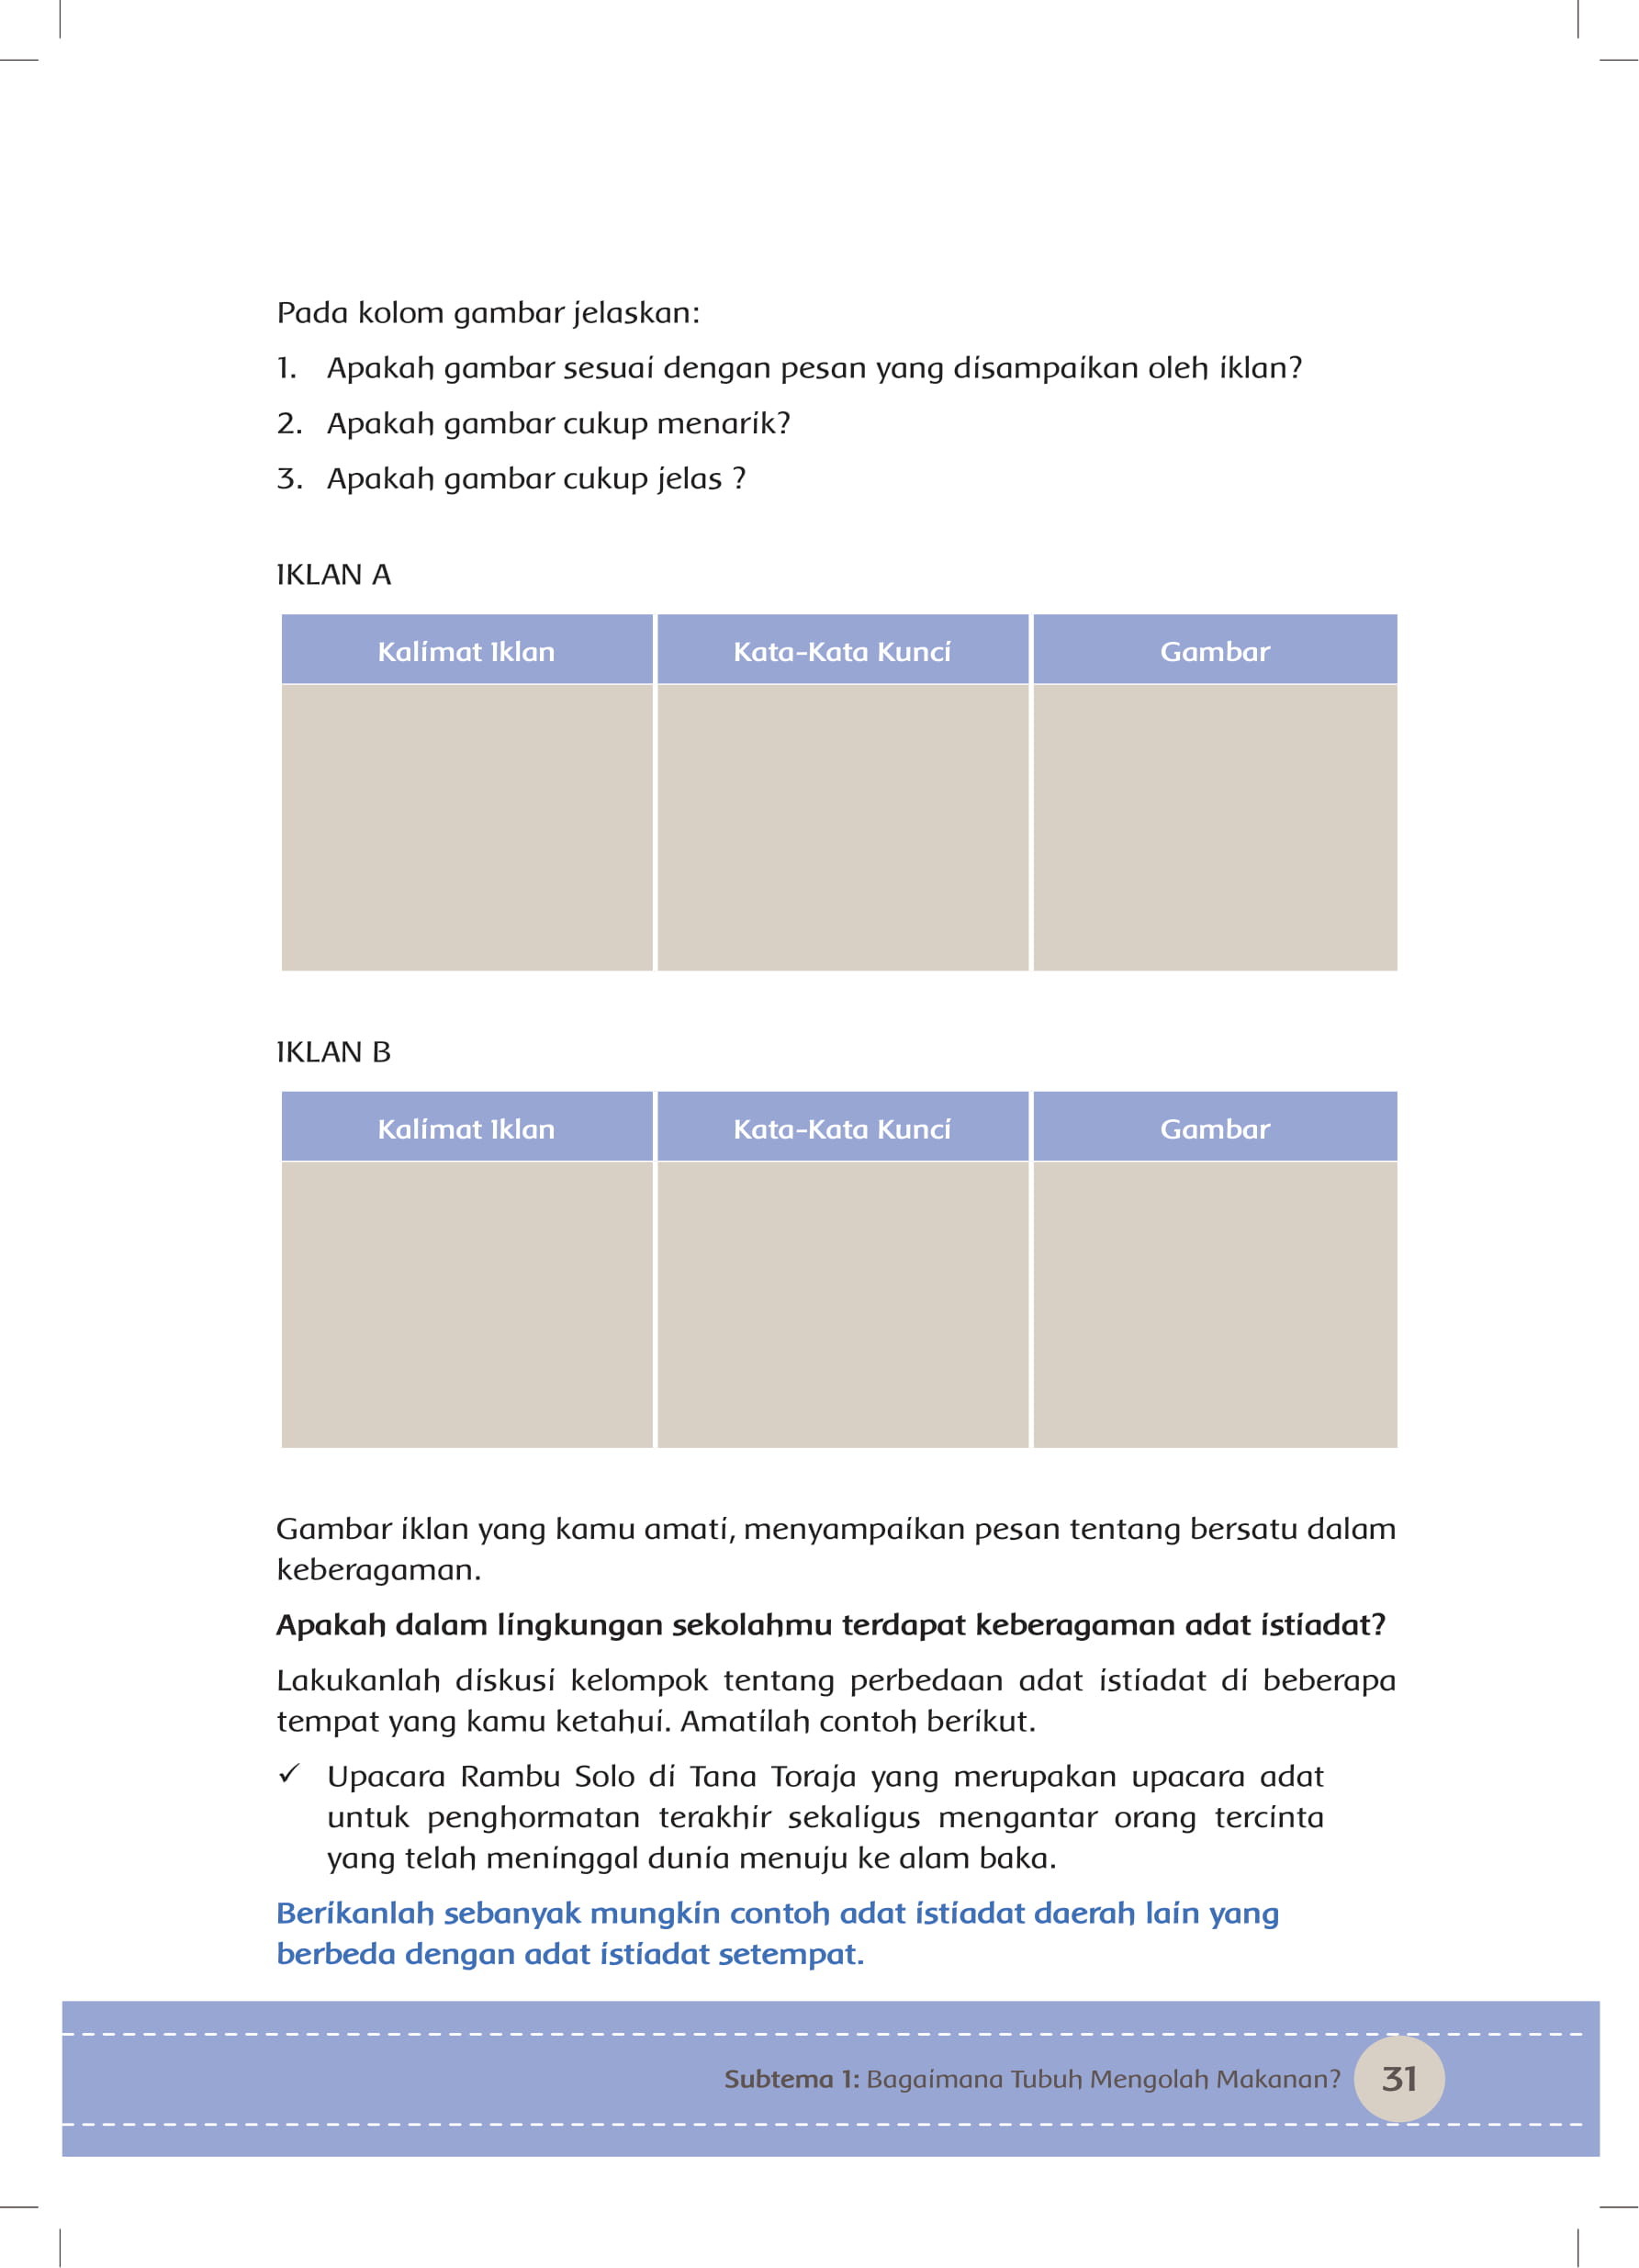 Pada kolom gambar jelaskan:
1. Apakah gambar sesuai dengan pesan yang disampaikan oleh iklan?
2. Apakah gambar cukup menarik?
3. Apakah gambar cukup jelas ?
IKLAN A
Kalimat Iklan Kata-Kata Kunci Gambar
IKLAN B
Kalimat Iklan Kata-Kata Kunci Gambar
Gambar iklan yang kamu amati, menyampaikan pesan tentang bersatu dalam
keberagaman.
Apakah dalam lingkungan sekolahmu terdapat keberagaman adat istiadat?
Lakukanlah diskusi kelompok tentang perbedaan adat istiadat di beberapa
tempat yang kamu ketahui. Amatilah contoh berikut.
✓ Upacara Rambu Solo di Tana Toraja yang merupakan upacara adat
untuk penghormatan terakhir sekaligus mengantar orang tercinta
yang telah meninggal dunia menuju ke alam baka.
Berikanlah sebanyak mungkin contoh adat istiadat daerah lain yang
berbeda dengan adat istiadat setempat.
Subtema 1: Bagaimana Tubuh Mengolah Makanan? 31